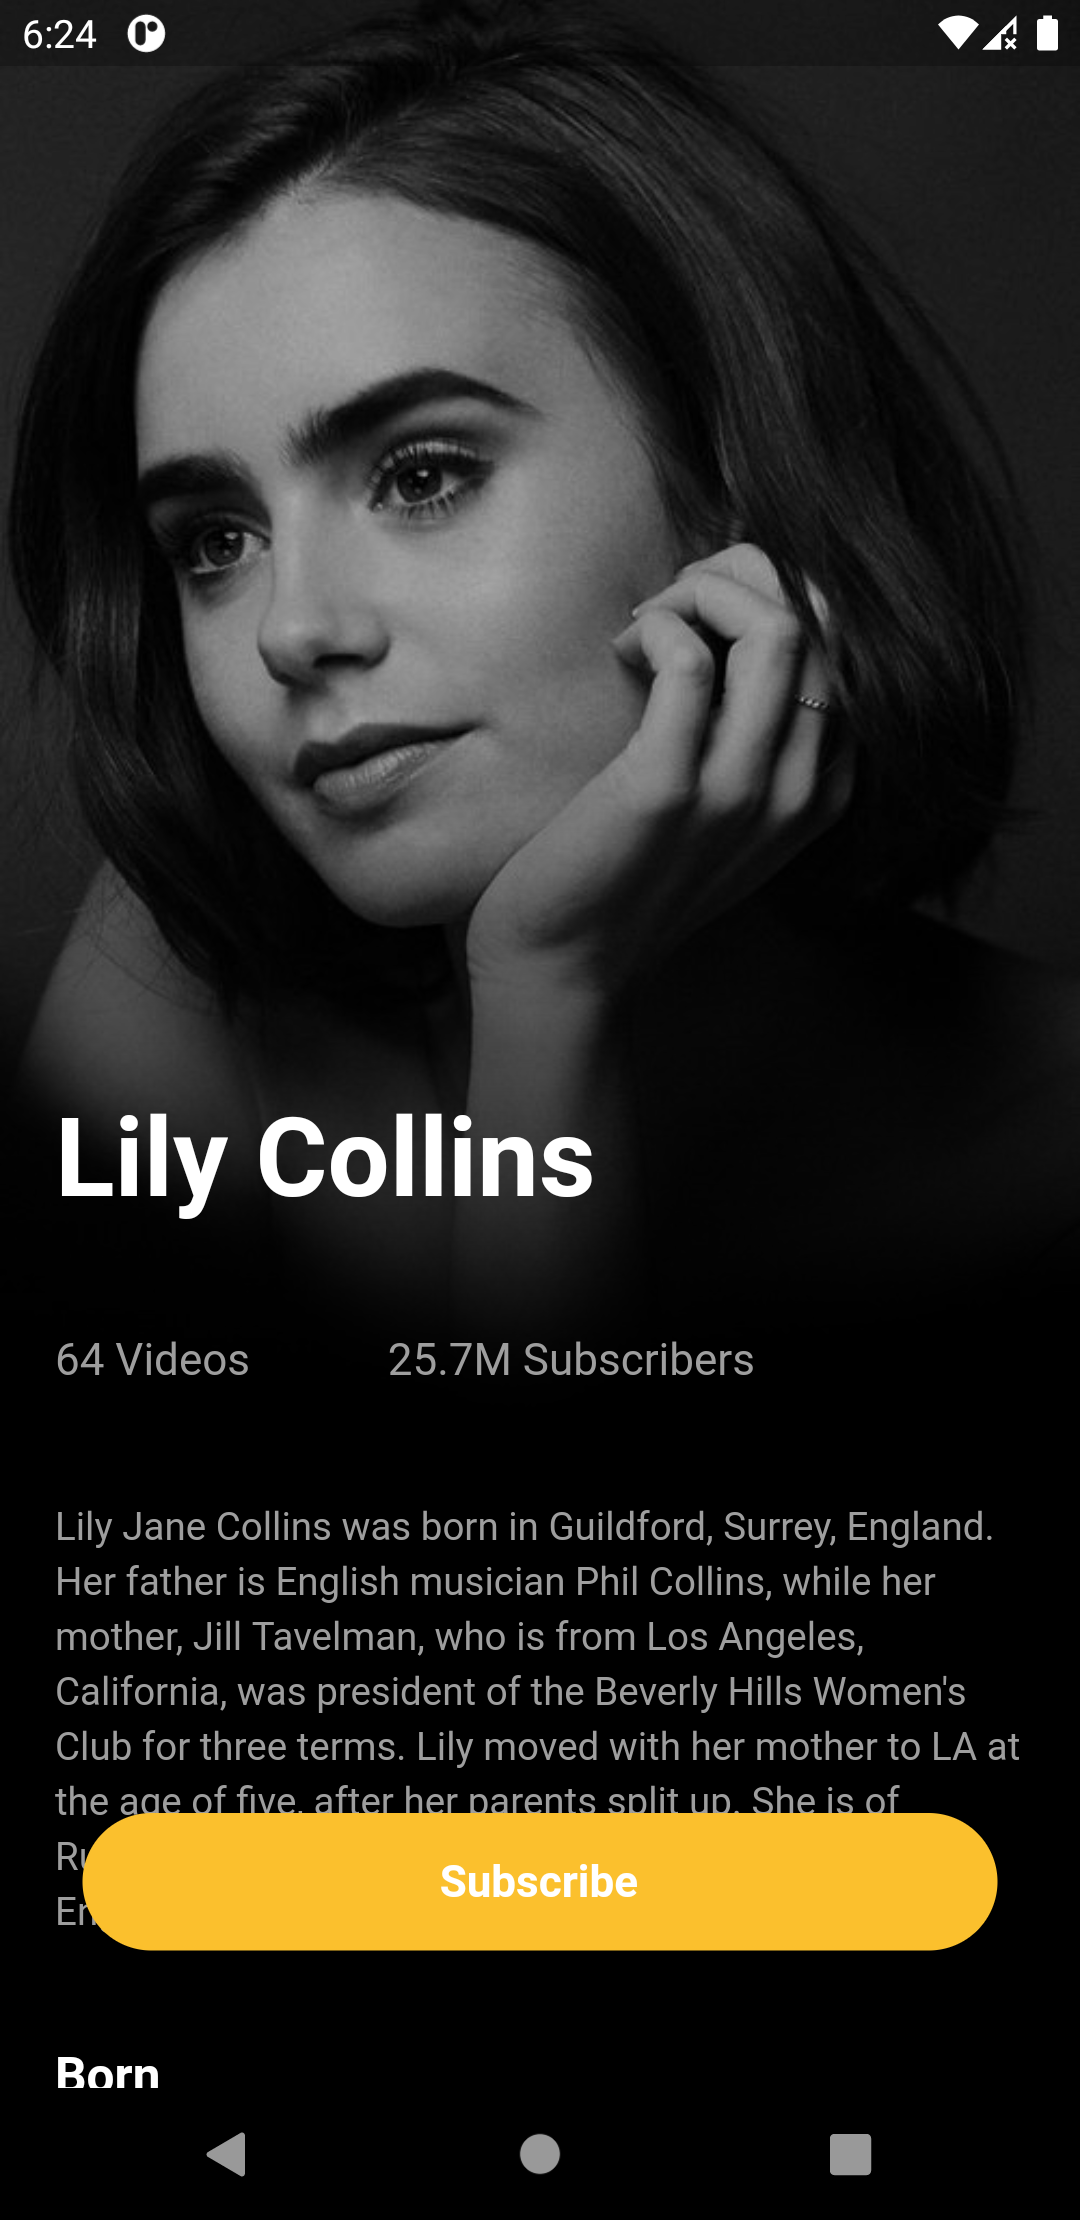 6:24
Lily Collins
64 Videos
25.7M Subscribers
Lily Jane Collins was born in Guildford, Surrey, England.
Her father is English musician Phil Collins, while her
mother, Jill Tavelman, who is from Los Angeles,
California, was president of the Beverly Hills Women's
Club for three terms. Lily moved with her mother to LA at
the age of five, after her parents split up. She is of
Subscribe
Born